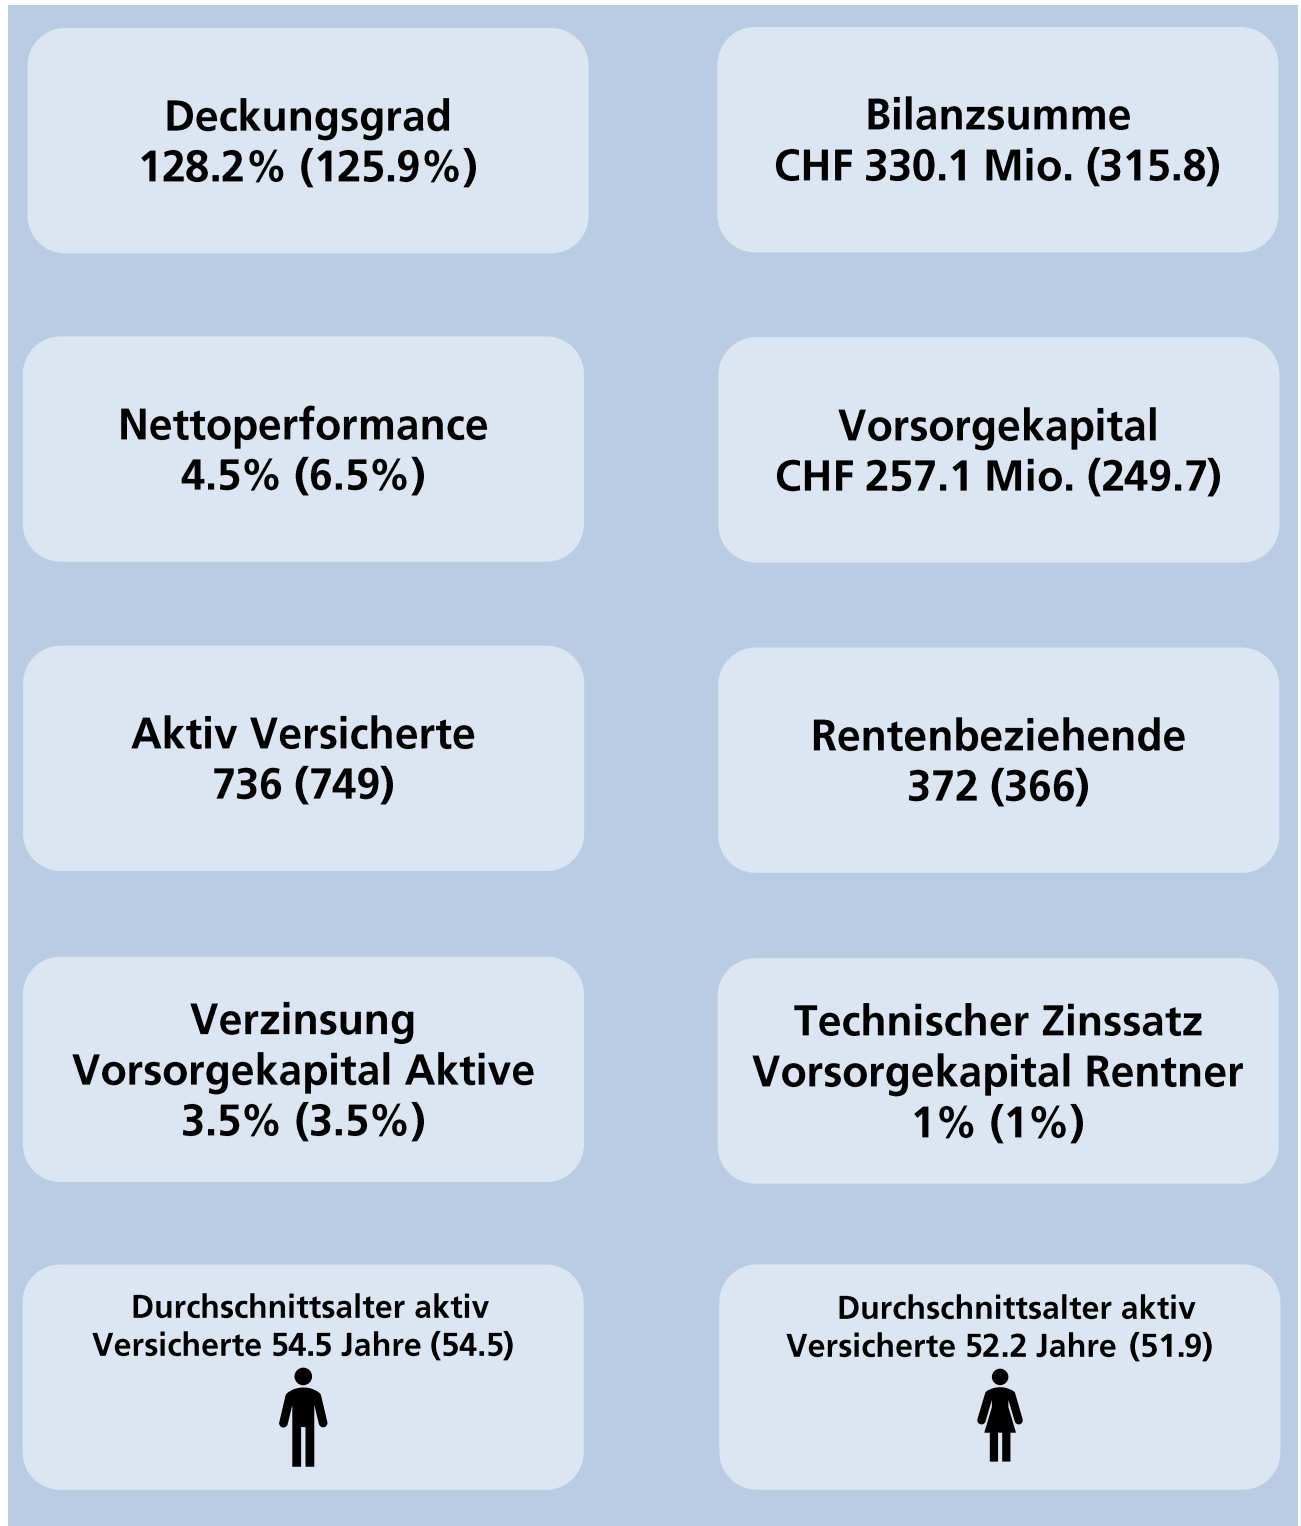 Deckungsgrad
128.2% (125.9%)
Bilanzsumme
CHF 330.1 Mio. (315.8)
Nettoperformance
4.5% (6.5%)
Vorsorgekapital
CHF 257.1 Mio. (249.7)
Aktiv Versicherte
736 (749)
Rentenbeziehende
372 (366)
Verzinsung
Vorsorgekapital Aktive
3.5% (3.5%)
Technischer Zinssatz
Vorsorgekapital Rentner
1% (1%)
Durchschnittsalter aktiv
Versicherte 54.5 Jahre (54.5)
Durchschnittsalter aktiv
Versicherte 52.2 Jahre (51.9)